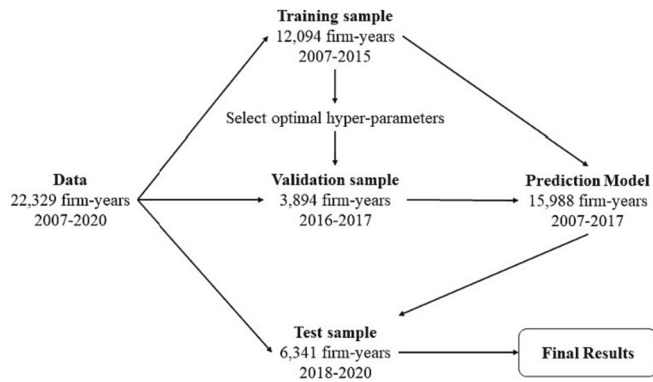 Training sample
12,094 firm-years
2007-2015
Select optimal hyper-parameters
Data
22,329 firm-years
2007-2020
Validation sample
3,894 firm-years
2016-2017
Prediction Model
15,988 firm-years
2007-2017
Test sample
6,341 firm-years
2018-2020
Final Results